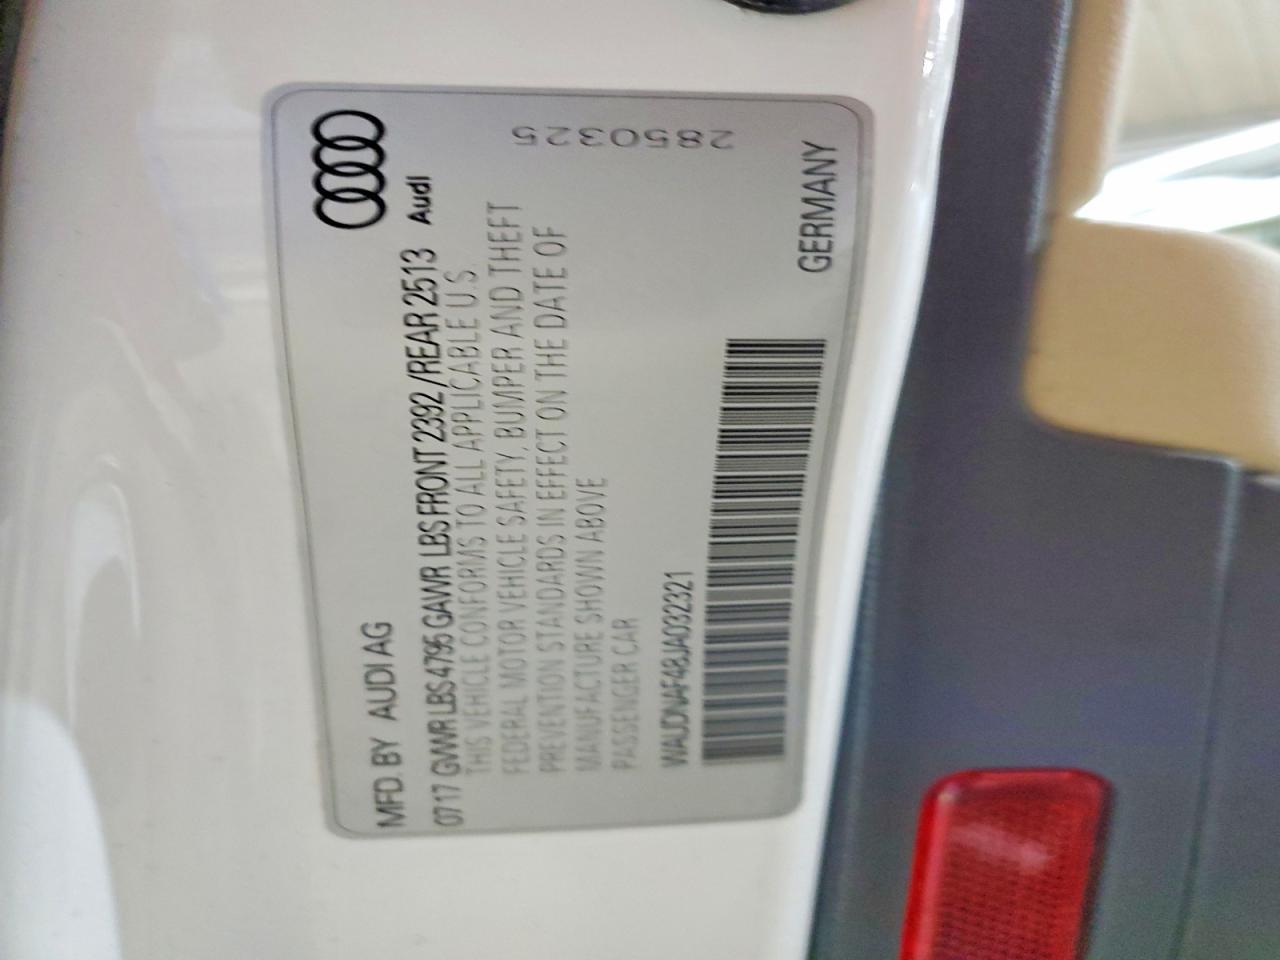 MFD. BY AUDI AG
Audi
0717 GVWR LBS 4795 GAWR LBS FRONT 2392 / REAR 2513
THIS VEHICLE CONFORMS TO ALL APPLICABLE U.S.
FEDERAL MOTOR VEHICLE SAFETY, BUMPER AND THEFT
PREVENTION STANDARDS IN EFFECT ON THE DATE OF
MANUFACTURE SHOWN ABOVE
PASSENGER CAR
2850325
WAUDNAF48JA032321
GERMANY